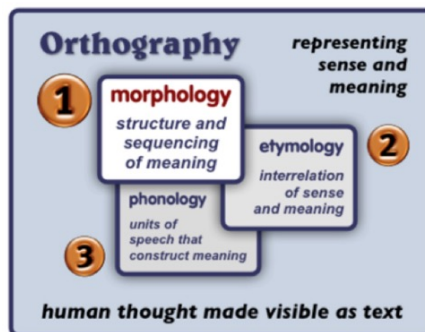 Orthography
representing
sense and
meaning
1
morphology
structure and
sequencing
of meaning
etymology
interrelation
of sense
and meaning
2
phonology
units of
speech that
construct meaning
3
human thought made visible as text